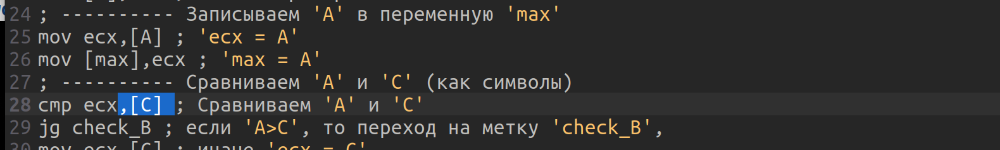 24 ; ---------- Записываем 'A' в переменную 'max'
25 mov ecx,[A] ; 'ecx = A'
26 mov [max],ecx ; 'max = A'
27 ; ---------- Сравниваем 'A' и 'C' (как символы)
28 cmp ecx,[C] ; Сравниваем 'A' и 'C'
29 jg check_B ; если 'A>C', то переход на метку 'check_B',
30 mov ecx,[C] ; иначе 'ecx = C'